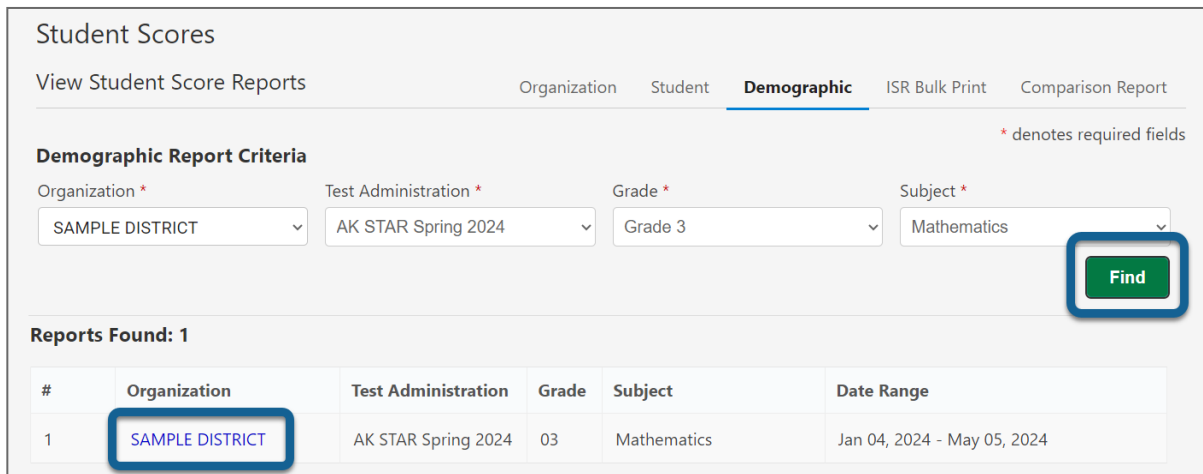 Student Scores
View Student Score Reports
Organization Student Demographic ISR Bulk Print Comparison Report
* denotes required fields
Demographic Report Criteria
Organization * Test Administration * Grade * Subject *
SAMPLE DISTRICT AK STAR Spring 2024 Grade 3 Mathematics
Find
Reports Found: 1
# Organization Test Administration Grade Subject Date Range
1 SAMPLE DISTRICT AK STAR Spring 2024 03 Mathematics Jan 04, 2024 - May 05, 2024